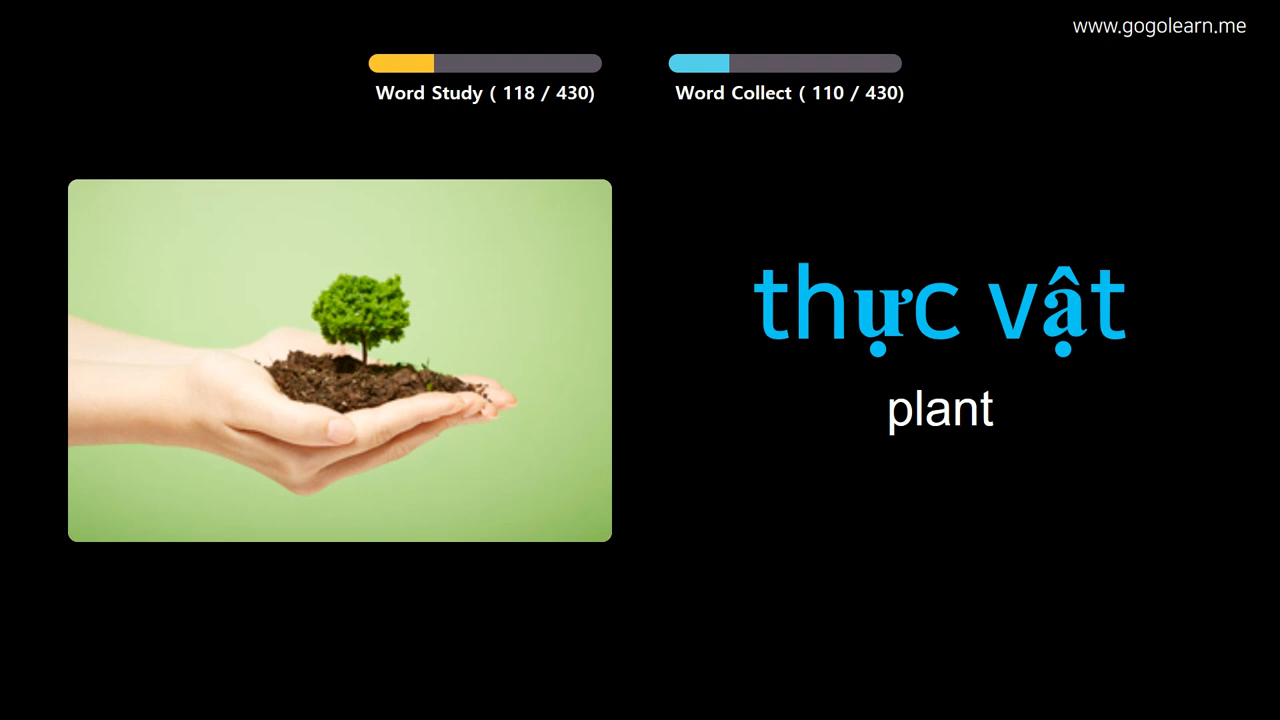 www.gogolearn.me
Word Study ( 118 / 430)
Word Collect ( 110 / 430)
thực vật
plant